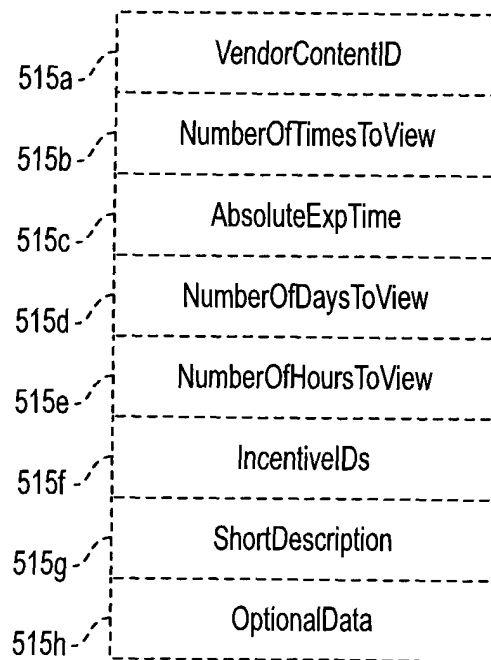 515a VendorContentID
515b NumberOfTimesToView
515c AbsoluteExpTime
515d NumberOfDaysToView
515e NumberOfHoursToView
515f IncentiveIDs
515g ShortDescription
515h OptionalData